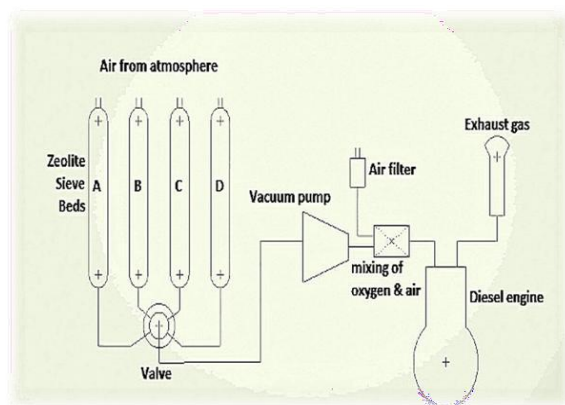 Air from atmosphere
Exhaust gas
Zeolite
Sieve
Beds
A
B
C
D
Air filter
Vacuum pump
mixing of
oxygen & air
Diesel engine
Valve